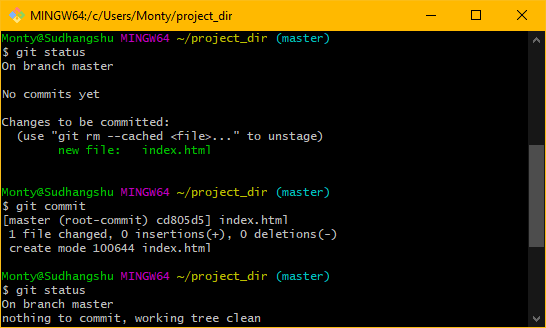 MINGW64:/c/Users/Monty/project_dir
Monty@Sudhangshu MINGW64 ~/project_dir (master)
$ git status
On branch master
No commits yet
Changes to be committed:
  (use "git rm --cached <file>..." to unstage)
        new file:   index.html
Monty@Sudhangshu MINGW64 ~/project_dir (master)
$ git commit
[master (root-commit) cd805d5] index.html
 1 file changed, 0 insertions(+), 0 deletions(-)
 create mode 100644 index.html
Monty@Sudhangshu MINGW64 ~/project_dir (master)
$ git status
On branch master
nothing to commit, working tree clean